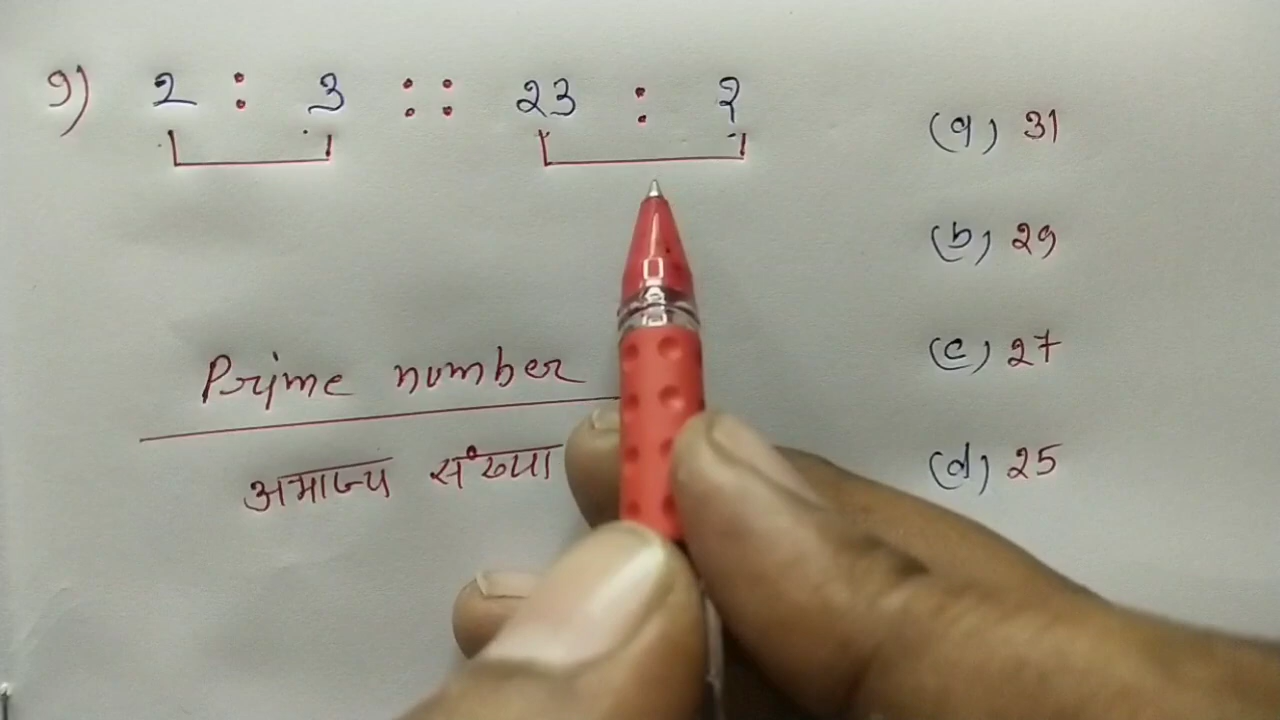 9) 2 : 3 :: 23 : ?
(a) 31
(b) 29
(c) 27
(d) 25
Prime number
अभाज्य संख्या